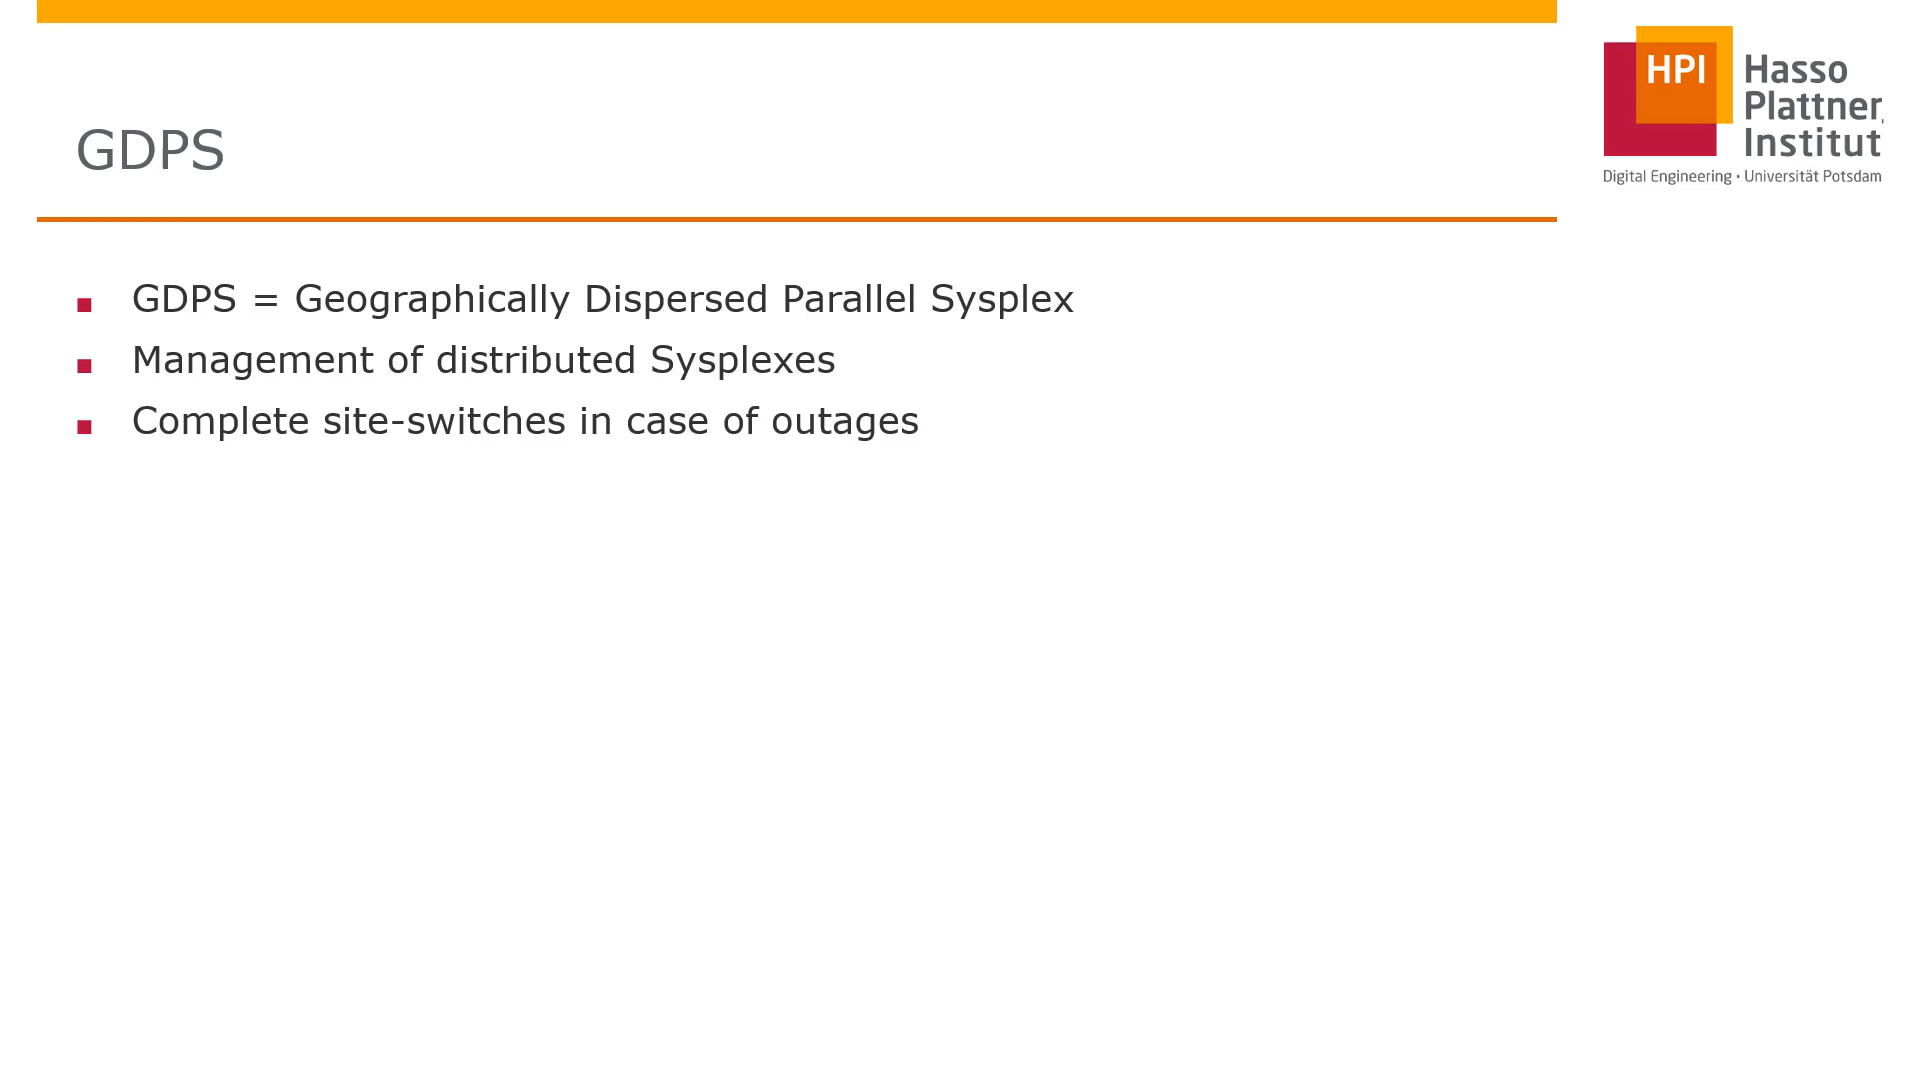 GDPS
HPI Hasso
Plattner
Institut
Digital Engineering • Universität Potsdam
GDPS = Geographically Dispersed Parallel Sysplex
Management of distributed Sysplexes
Complete site-switches in case of outages